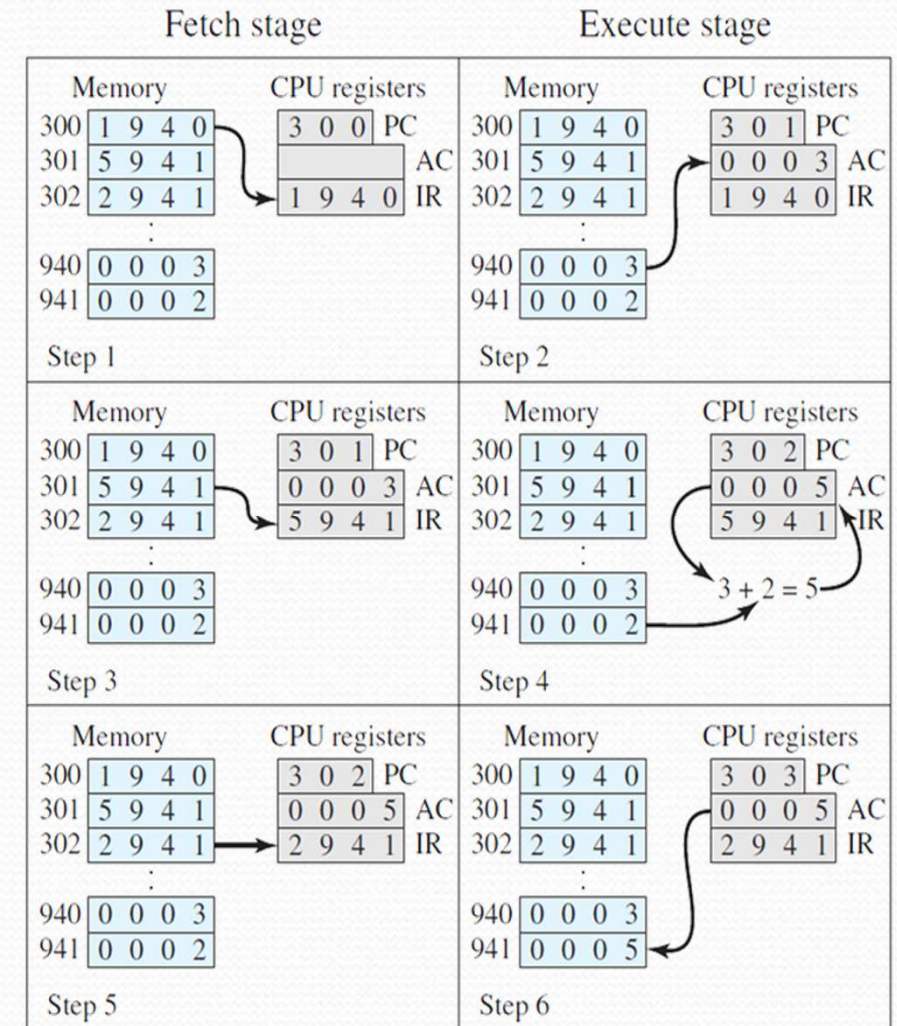 Fetch stage Execute stage
Memory CPU registers Memory CPU registers
300 1 9 4 0 3 0 0 PC 300 1 9 4 0 3 0 1 PC
301 5 9 4 1 AC 301 5 9 4 1 0 0 0 3 AC
302 2 9 4 1 1 9 4 0 IR 302 2 9 4 1 1 9 4 0 IR
940 0 0 0 3 940 0 0 0 3
941 0 0 0 2 941 0 0 0 2
Step 1 Step 2
Memory CPU registers Memory CPU registers
300 1 9 4 0 3 0 1 PC 300 1 9 4 0 3 0 2 PC
301 5 9 4 1 0 0 0 3 AC 301 5 9 4 1 0 0 0 5 AC
302 2 9 4 1 5 9 4 1 IR 302 2 9 4 1 5 9 4 1 IR
940 0 0 0 3 940 0 0 0 3 3 + 2 = 5
941 0 0 0 2 941 0 0 0 2
Step 3 Step 4
Memory CPU registers Memory CPU registers
300 1 9 4 0 3 0 2 PC 300 1 9 4 0 3 0 3 PC
301 5 9 4 1 0 0 0 5 AC 301 5 9 4 1 0 0 0 5 AC
302 2 9 4 1 2 9 4 1 IR 302 2 9 4 1 2 9 4 1 IR
940 0 0 0 3 940 0 0 0 3
941 0 0 0 2 941 0 0 0 5
Step 5 Step 6